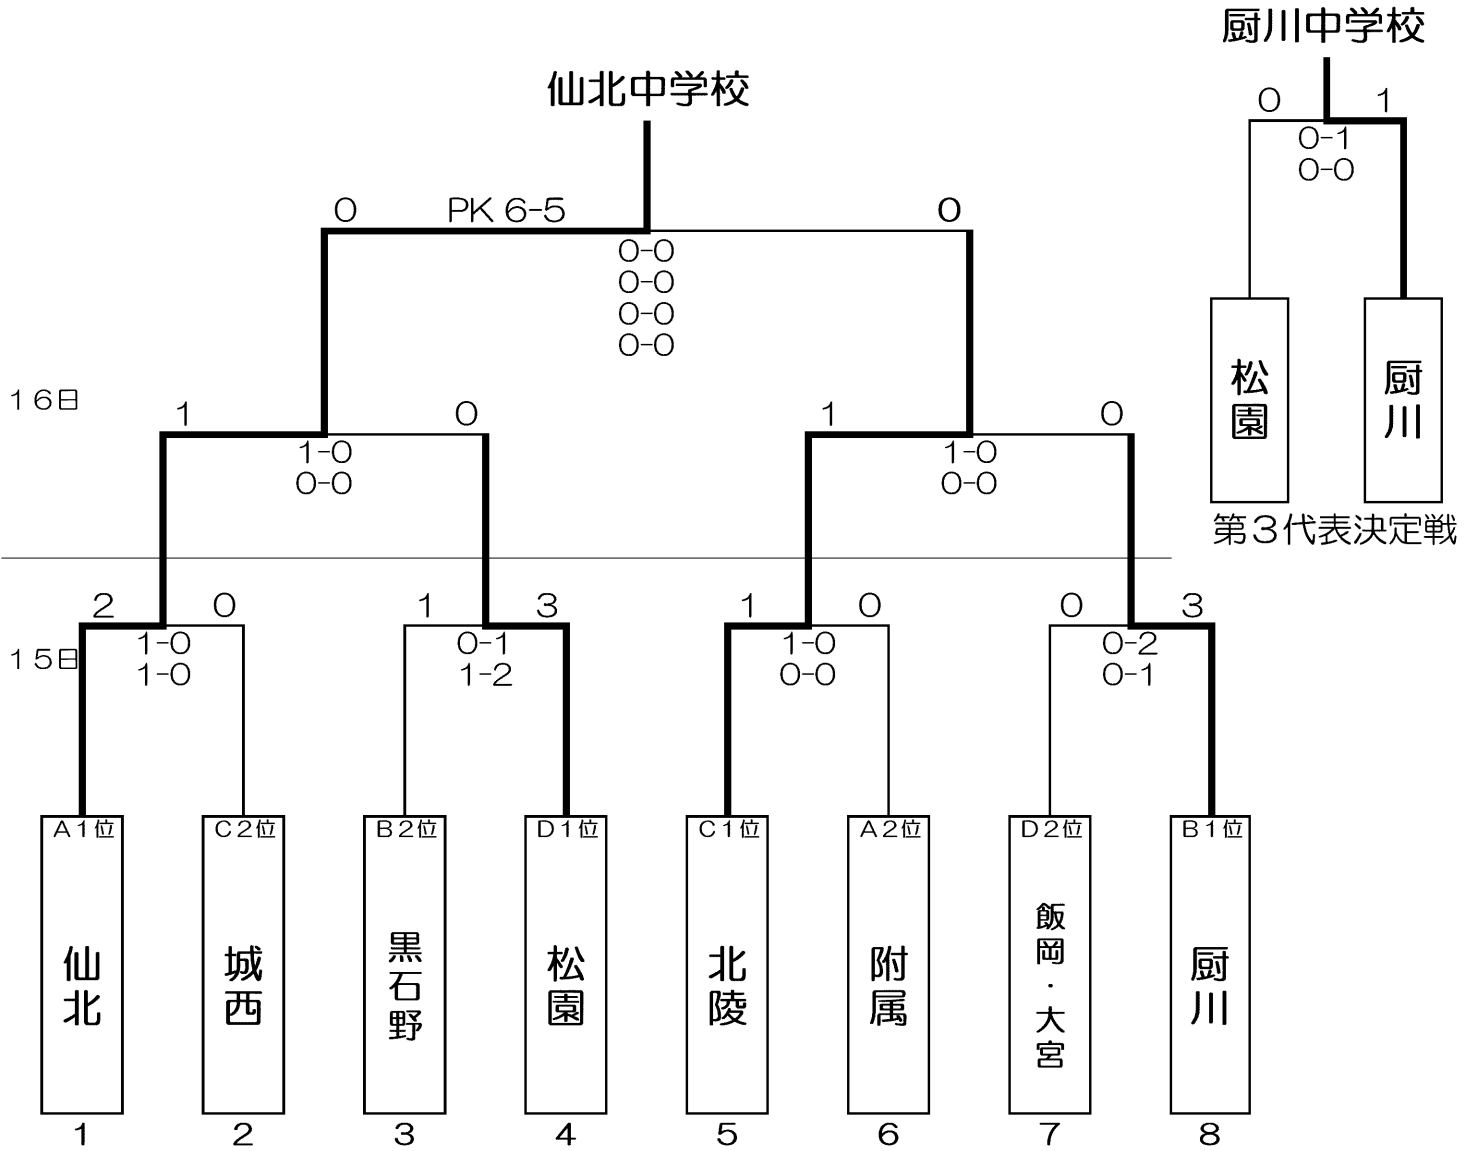 厨川中学校
仙北中学校
0 1
0-1
0-0
0 PK 6-5 0
0-0
0-0
0-0
0-0
松園
厨川
第３代表決定戦
１６日
1 0 1 0
1-0 1-0
0-0 0-0
2 0 1 3 1 0 0 3
１５日
1-0 0-1 1-0 0-2
1-0 1-2 0-0 0-1
A1位 C2位 B2位 D1位 C1位 A2位 D2位 B1位
仙北
城西
黒石野
松園
北陵
附属
飯岡・大宮
厨川
1 2 3 4 5 6 7 8